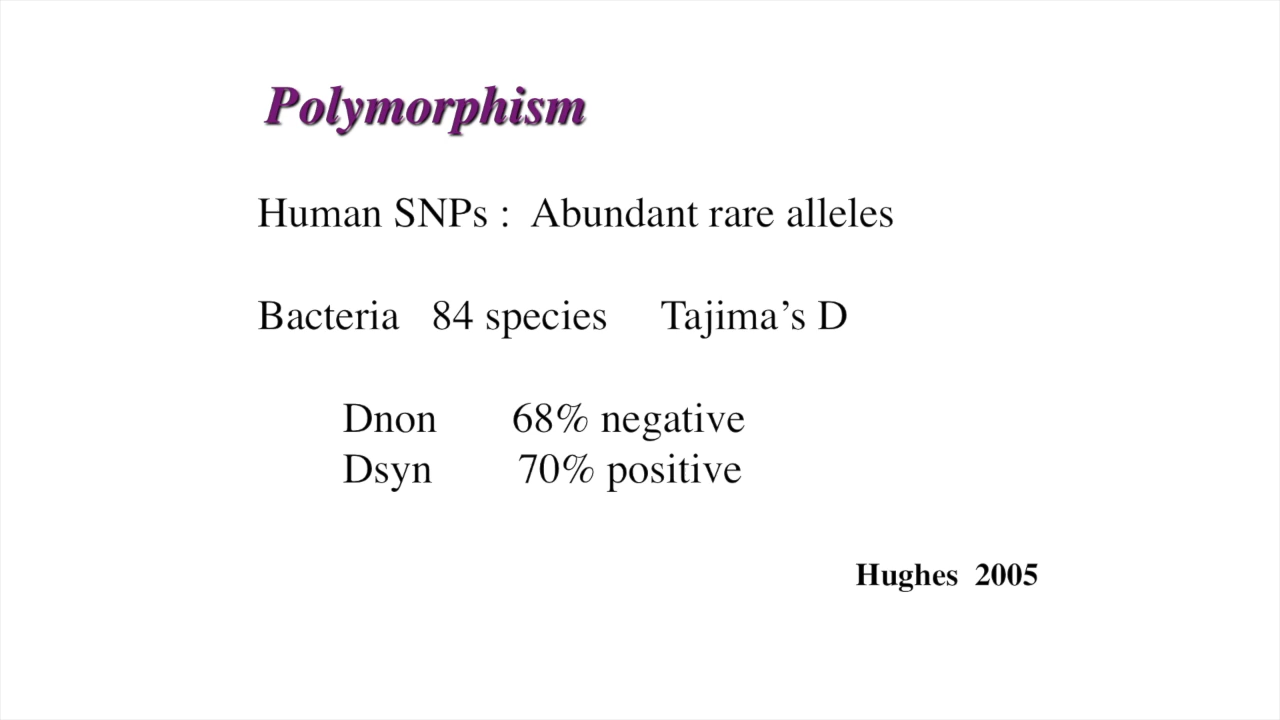 Polymorphism
Human SNPs : Abundant rare alleles
Bacteria 84 species Tajima’s D
Dnon 68% negative
Dsyn 70% positive
Hughes 2005